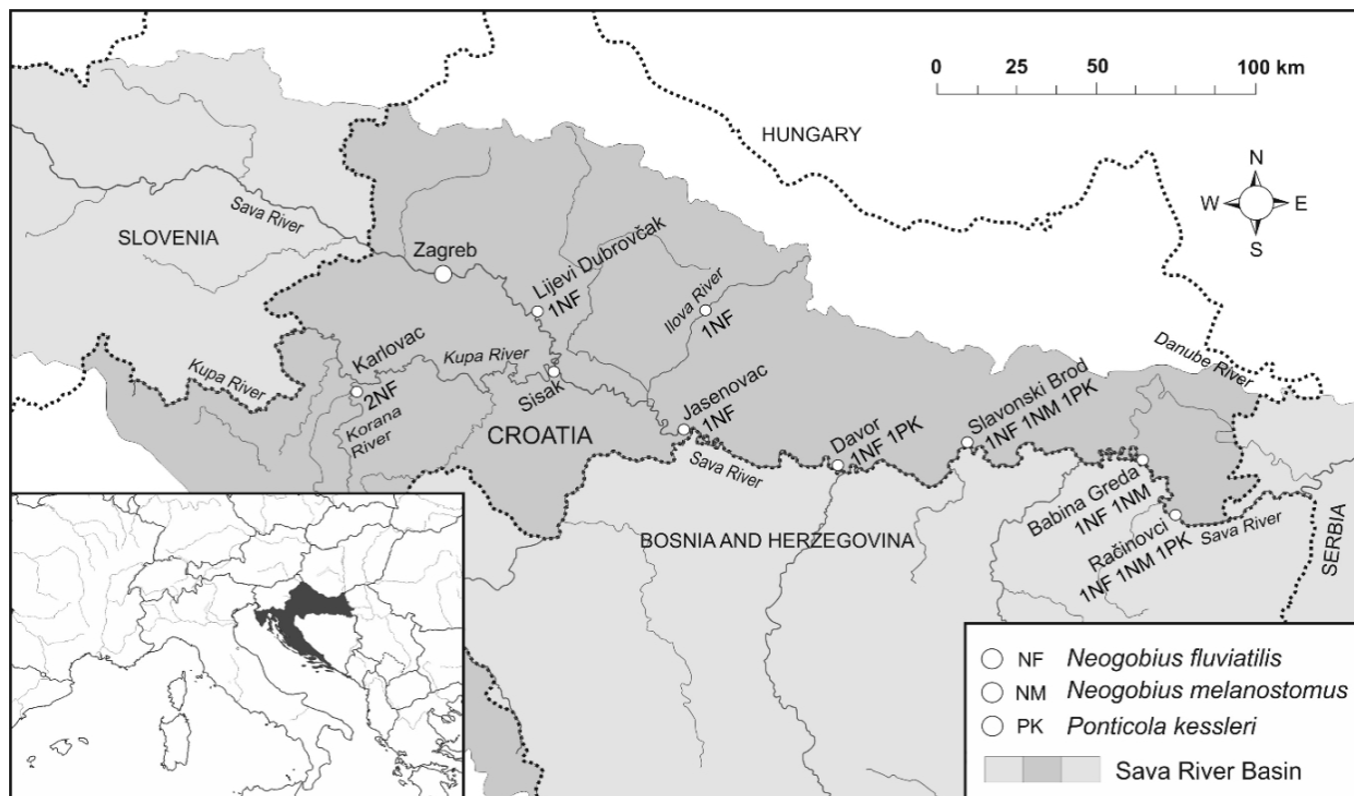 0 25 50 100 km
HUNGARY
N
W E
S
Sava River
SLOVENIA
Zagreb
Lijevi Dubrovčak
1NF
Ilova River
1NF
Danube River
Karlovac
2NF
Kupa River
Kupa River
Sisak
Korana
River
CROATIA
Jasenovac
1NF
Sava River
Davor
1NF 1PK
Slavonski Brod
1NF 1NM 1PK
Babina Greda
1NF 1NM
Račinovci
1NF 1NM 1PK
Sava River
SERBIA
BOSNIA AND HERZEGOVINA
NF Neogobius fluviatilis
NM Neogobius melanostomus
PK Ponticola kessleri
Sava River Basin